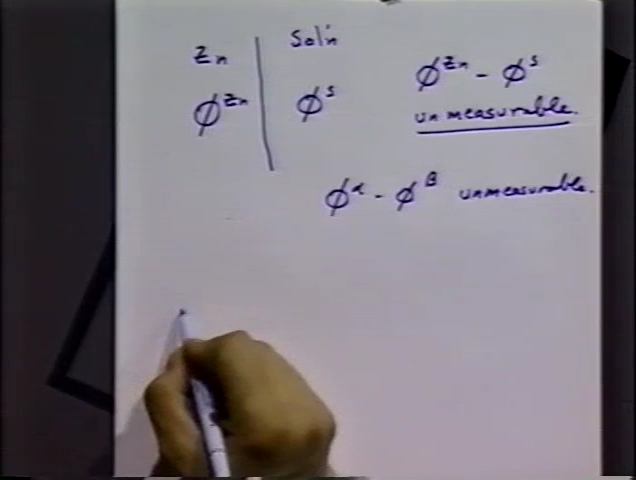 Zn | Sol'n
ϕ^Zn | ϕ^s
ϕ^Zn - ϕ^s
unmeasurable.
ϕ^α - ϕ^β unmeasurable.